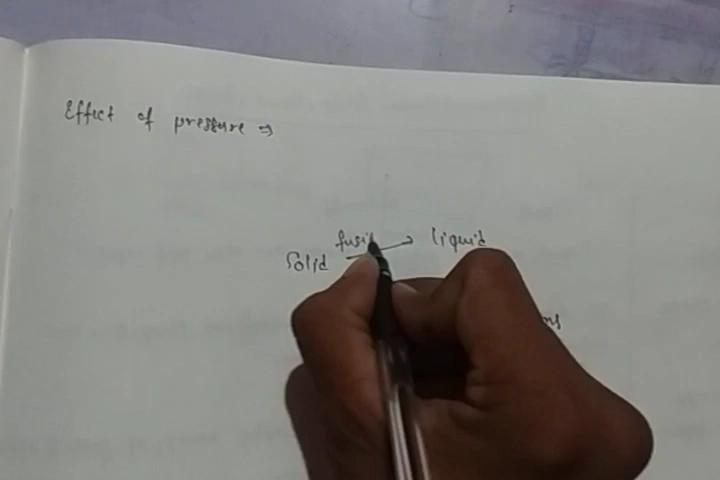 Effect of pressure ⇒
fusi
Solid → liquid